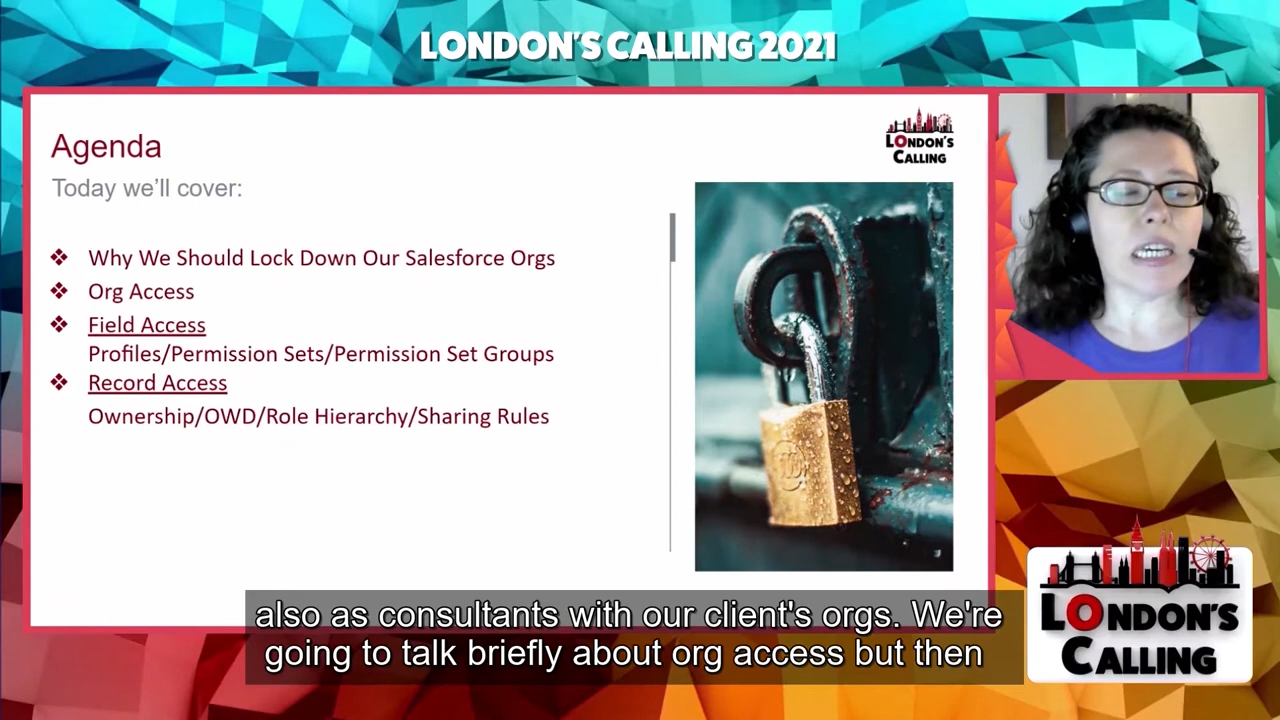 LONDON'S CALLING 2021
Agenda
Today we'll cover:
LONDON'S
CALLING
❖ Why We Should Lock Down Our Salesforce Orgs
❖ Org Access
❖ Field Access
Profiles/Permission Sets/Permission Set Groups
❖ Record Access
Ownership/OWD/Role Hierarchy/Sharing Rules
also as consultants with our client's orgs. We're
going to talk briefly about org access but then
LONDON'S
CALLING